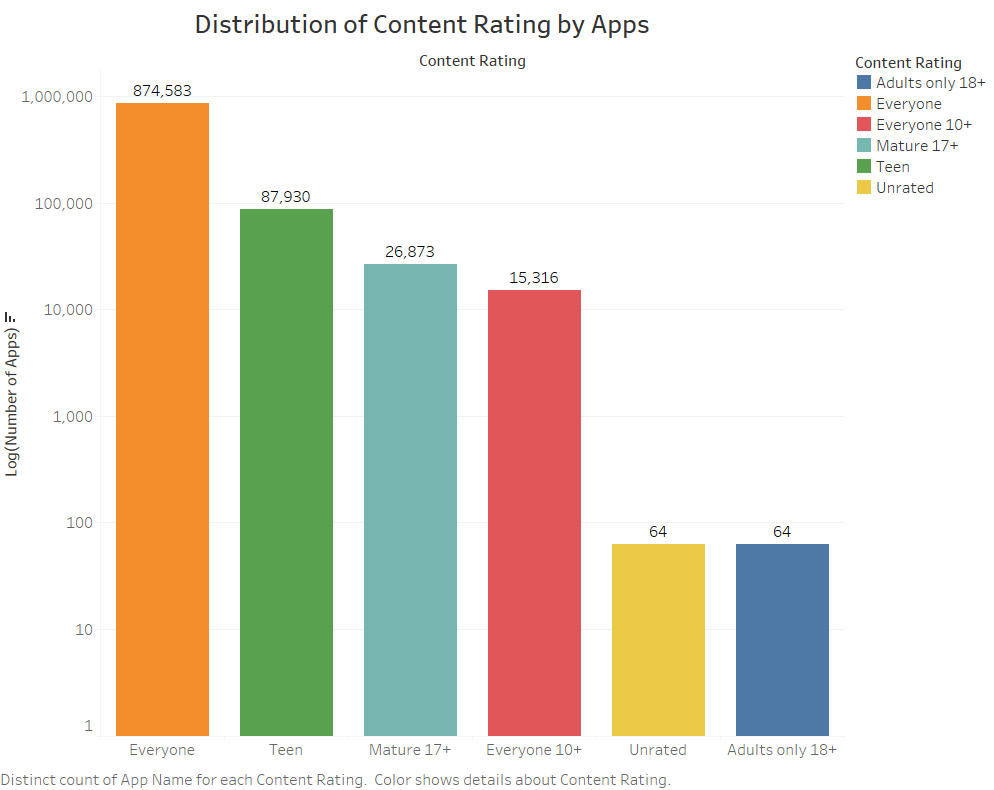 Distribution of Content Rating by Apps
Content Rating
Content Rating
Adults only 18+
Everyone
Everyone 10+
Mature 17+
Teen
Unrated
Log(Number of Apps)
1,000,000
100,000
10,000
1,000
100
10
1
874,583
87,930
26,873
15,316
64
64
Everyone
Teen
Mature 17+
Everyone 10+
Unrated
Adults only 18+
Distinct count of App Name for each Content Rating. Color shows details about Content Rating.